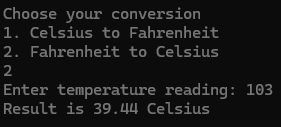 Choose your conversion
1. Celsius to Fahrenheit
2. Fahrenheit to Celsius
2
Enter temperature reading: 103
Result is 39.44 Celsius